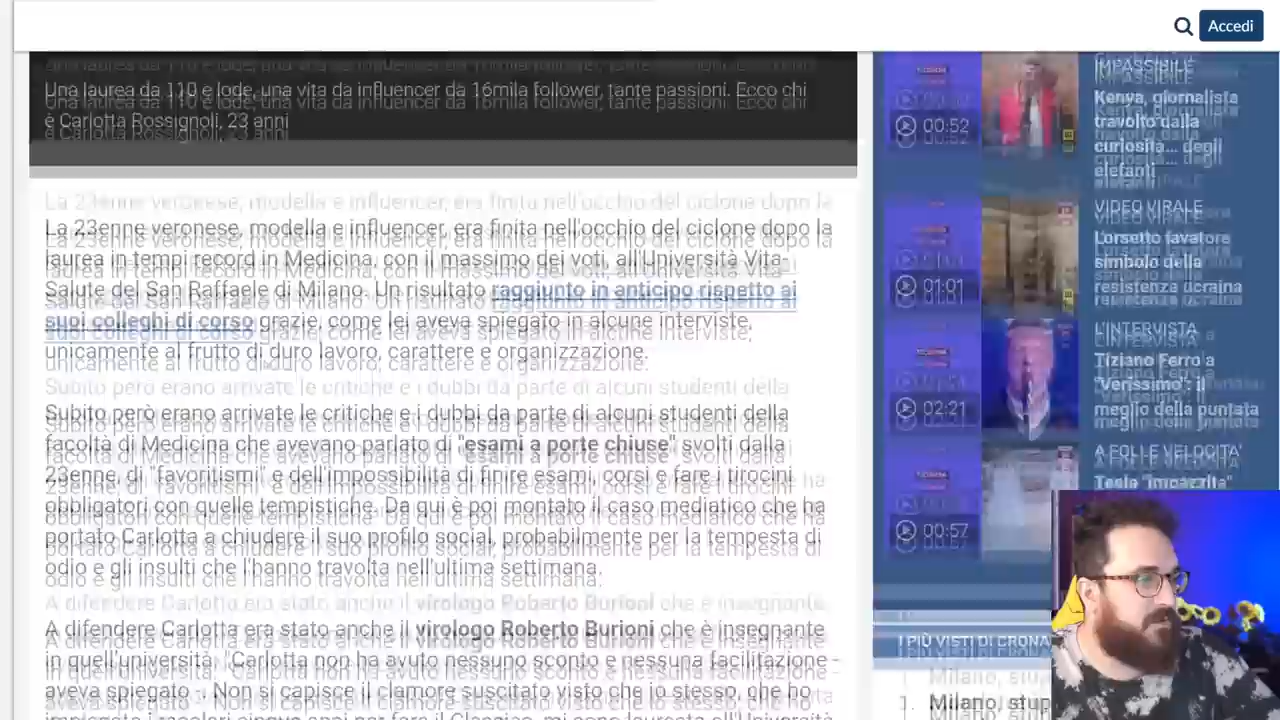 Accedi
Una laurea da 110 e lode, una vita da influencer da 16mila follower, tante passioni. Ecco chi
è Carlotta Rossignoli, 23 anni
La 23enne veronese, modella e influencer, era finita nell'occhio del ciclone dopo la
laurea in tempi record in Medicina, con il massimo dei voti, all'Università Vita-
Salute del San Raffaele di Milano. Un risultato raggiunto in anticipo rispetto ai
suoi colleghi di corso grazie, come lei aveva spiegato in alcune interviste,
unicamente al frutto di duro lavoro, carattere e organizzazione.
Subito però erano arrivate le critiche e i dubbi da parte di alcuni studenti della
facoltà di Medicina che avevano parlato di "esami a porte chiuse" svolti dalla
23enne, di "favoritismi" e dell'impossibilità di finire esami, corsi e fare i tirocini
obbligatori con quelle tempistiche. Da qui è poi montato il caso mediatico che ha
portato Carlotta a chiudere il suo profilo social, probabilmente per la tempesta di
odio e gli insulti che l'hanno travolta nell'ultima settimana.
A difendere Carlotta era stato anche il virologo Roberto Burioni che è insegnante
in quell'università. "Carlotta non ha avuto nessuno sconto e nessuna facilitazione -
aveva spiegato -. Non si capisce il clamore suscitato visto che io stesso, che ho
IMPASSIBILE
00:52
Kenya, giornalista
travolto dalla
curiosità... degli
elefanti
VIDEO VIRALE
01:01
L'orsetto lavatore
simbolo della
resistenza ucraina
L'INTERVISTA
02:21
Tiziano Ferro a
"Verissimo": il
meglio della puntata
A FOLLE VELOCITA'
Tesla "impazzita"
00:57
I PIÙ VISTI DI CRONA
1. Milano, stup